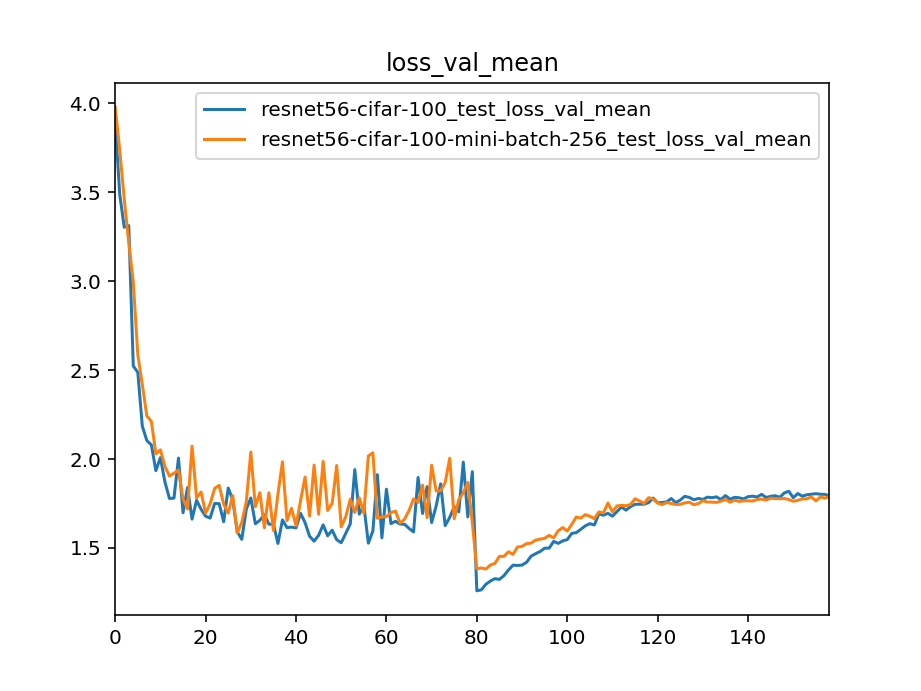 loss_val_mean
resnet56-cifar-100_test_loss_val_mean
resnet56-cifar-100-mini-batch-256_test_loss_val_mean
4.0
3.5
3.0
2.5
2.0
1.5
0 20 40 60 80 100 120 140